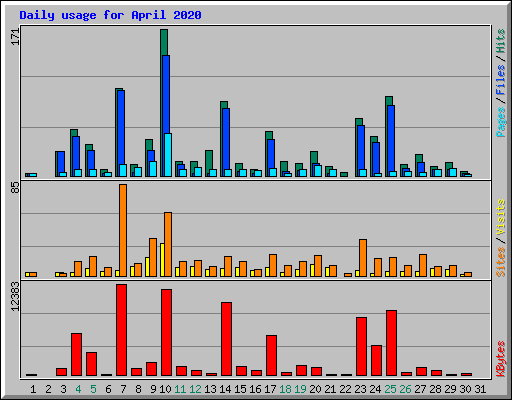 Daily usage for April 2020
171
Pages / Files / Hits
85
Sites / Visits
12383
KBytes
1 2 3 4 5 6 7 8 9 10 11 12 13 14 15 16 17 18 19 20 21 22 23 24 25 26 27 28 29 30 31